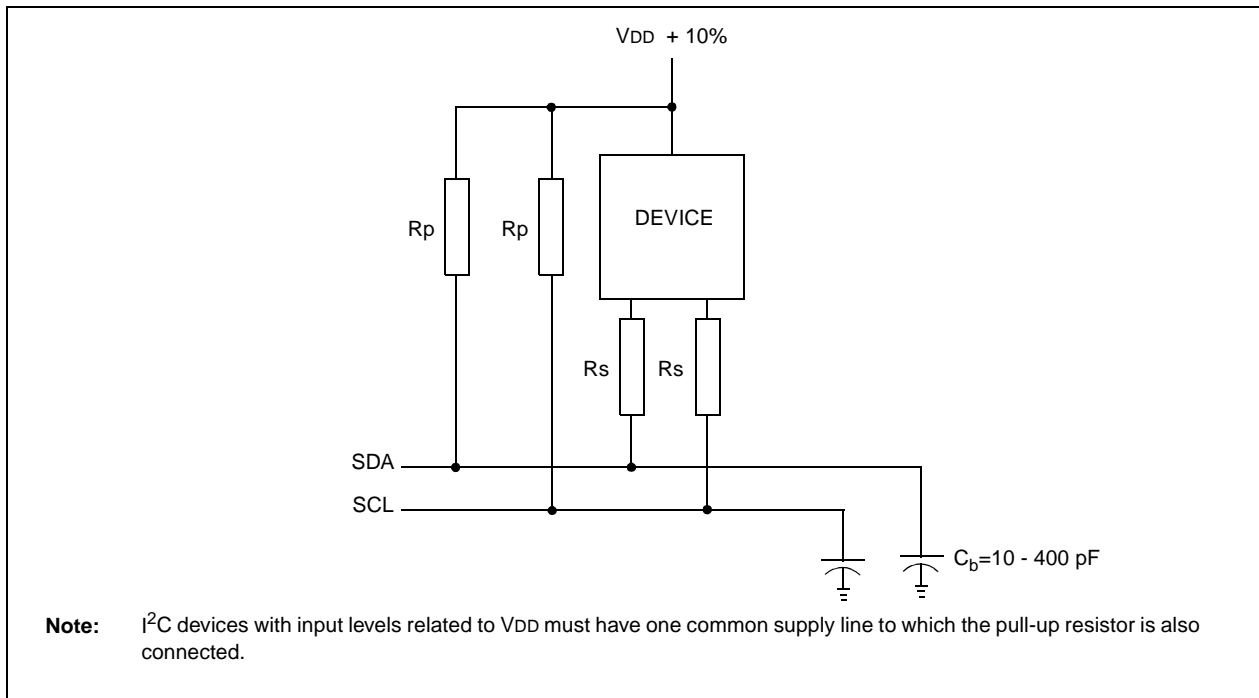 VDD + 10%
Rp
Rp
DEVICE
Rs
Rs
SDA
SCL
Cb=10 - 400 pF
Note: I2C devices with input levels related to VDD must have one common supply line to which the pull-up resistor is also
connected.